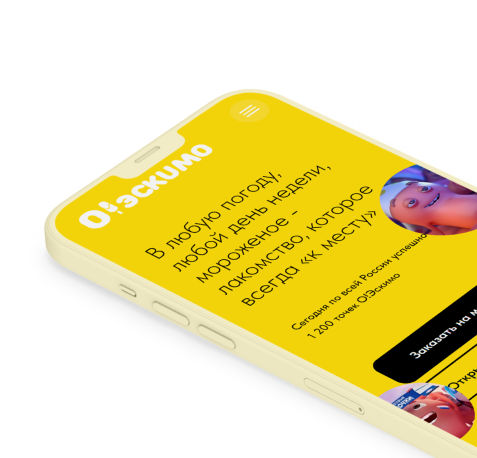 О!эскимо
В любую погоду,
любой день недели,
мороженое -
лакомство, которое
всегда «к месту»
Сегодня по всей России успешно
1 200 точек О!Эскимо
Заказать на